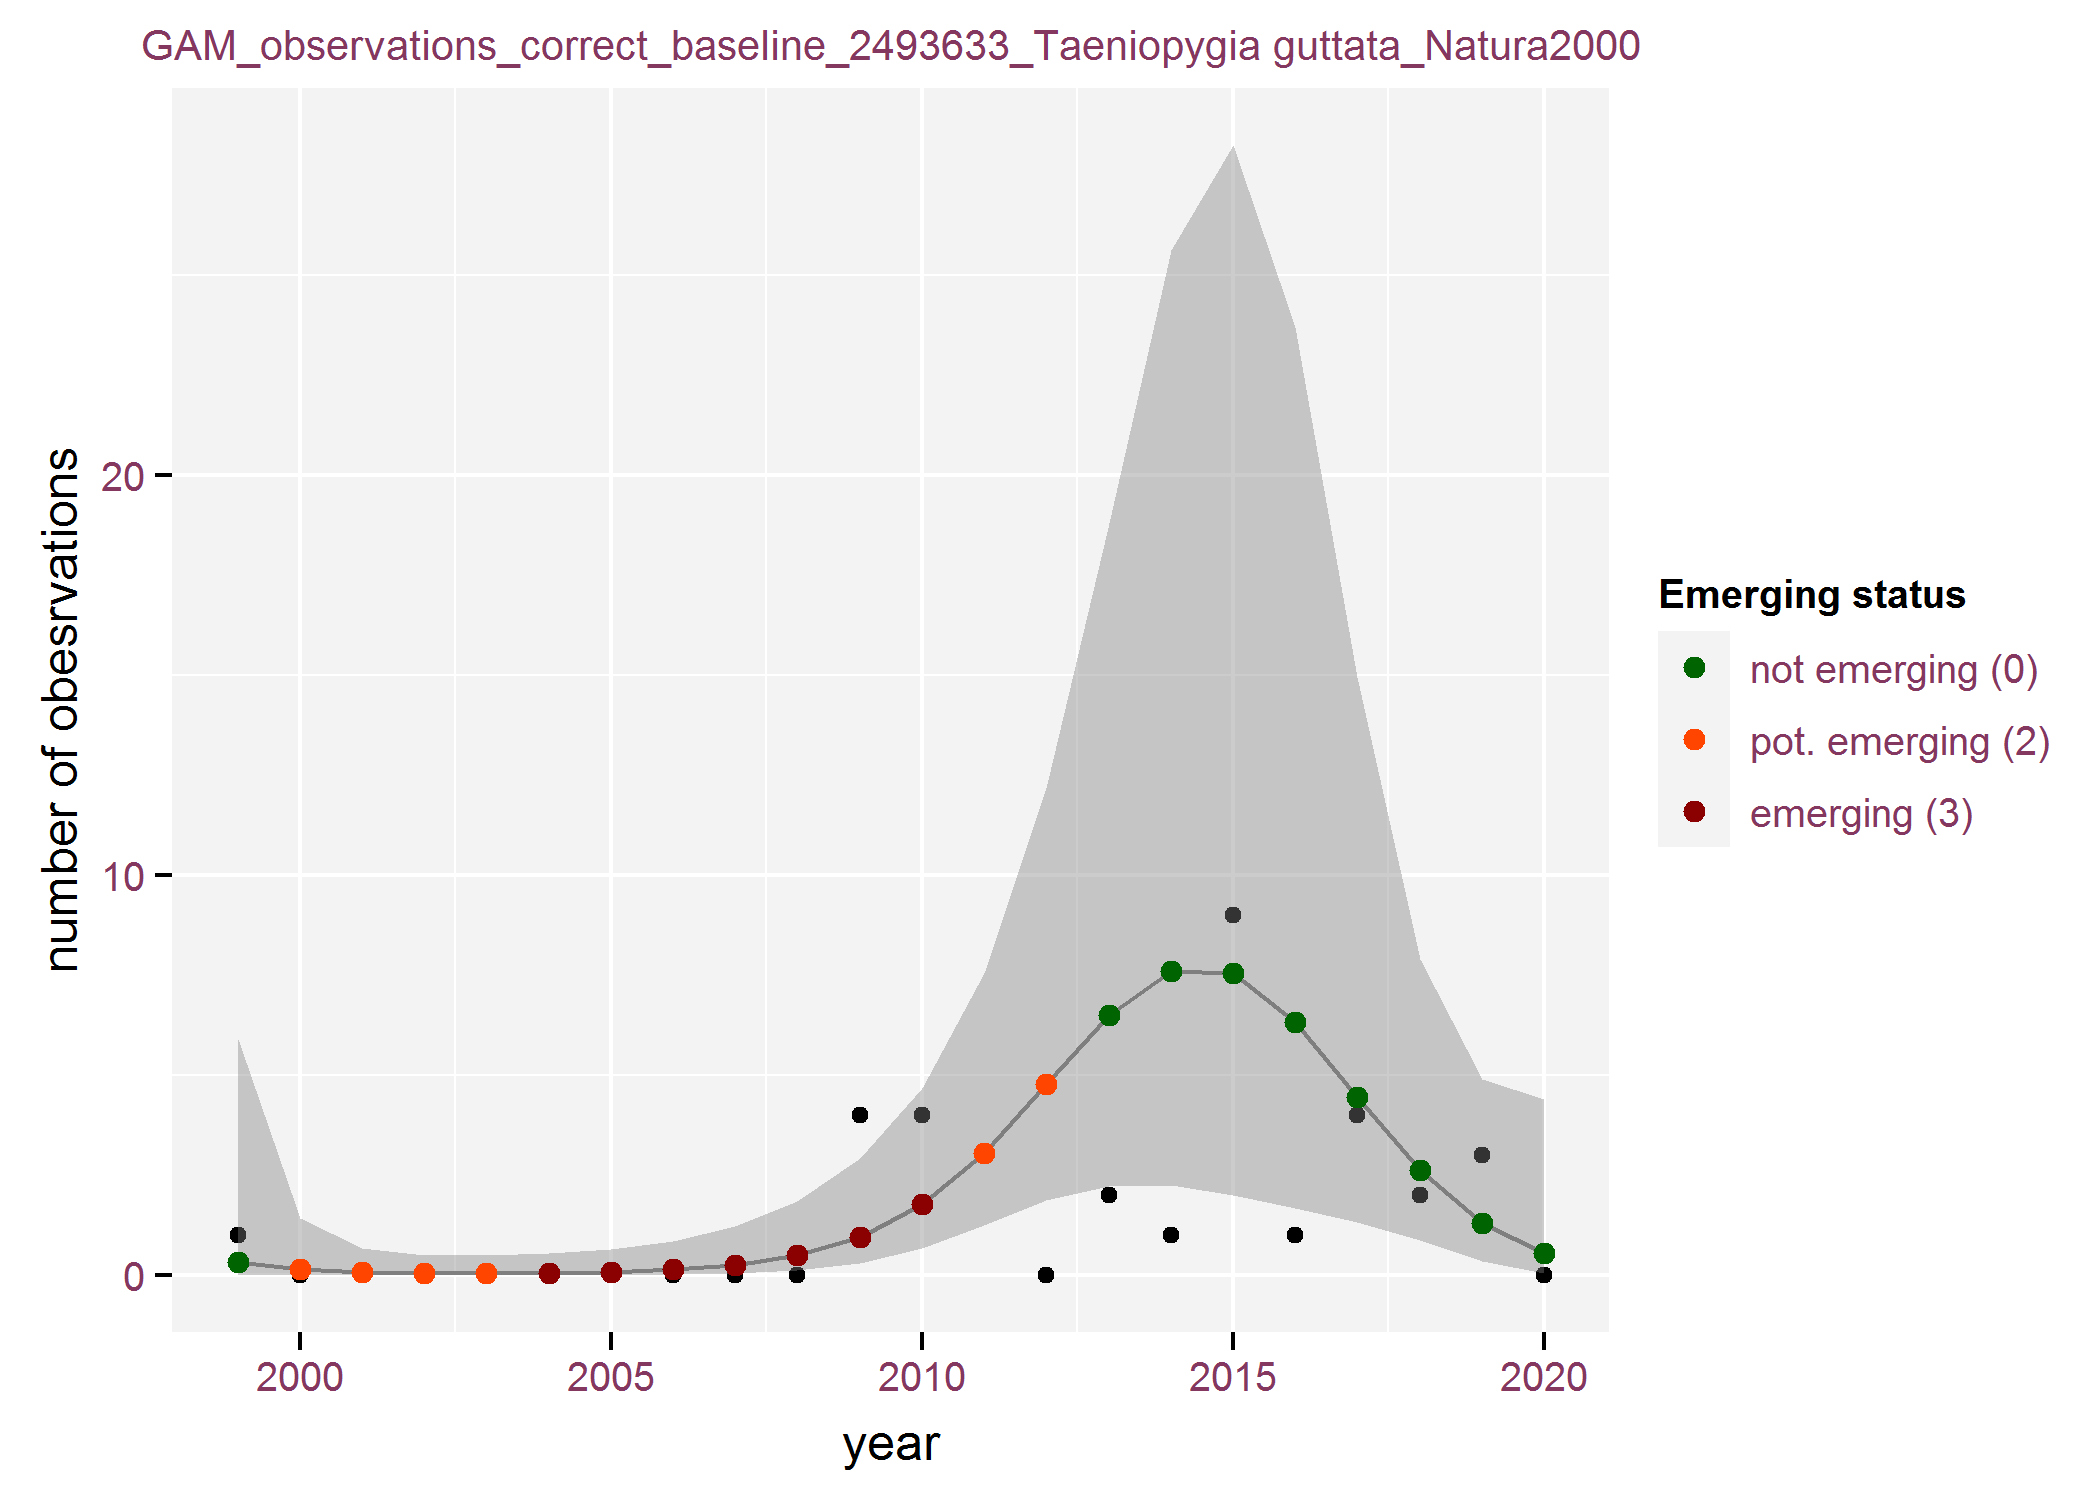 GAM_observations_correct_baseline_2493633_Taeniopygia guttata_Natura2000
number of obesrvations
20
10
0
2000 2005 2010 2015 2020
year
Emerging status
not emerging (0)
pot. emerging (2)
emerging (3)